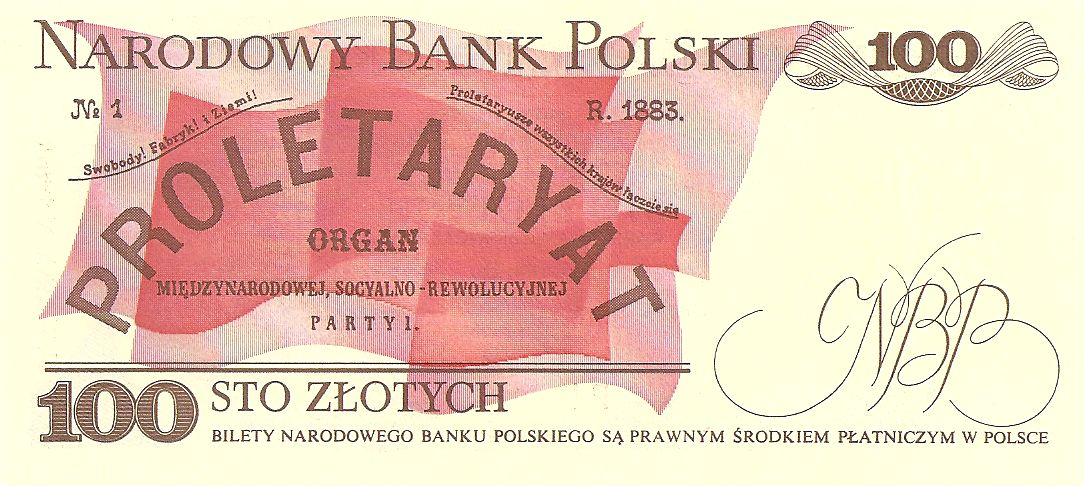 NARODOWY BANK POLSKI
100
№ 1
R. 1883.
Swobody! Fabryk! i Ziemi!
Proletaryusze wszystkich krajów łączcie się
PROLETARYAT
ORGAN
MIĘDZYNARODOWEJ, SOCYALNO-REWOLUCYJNEJ
PARTYI.
NBP
100 STO ZŁOTYCH
BILETY NARODOWEGO BANKU POLSKIEGO SĄ PRAWNYM ŚRODKIEM PŁATNICZYM W POLSCE